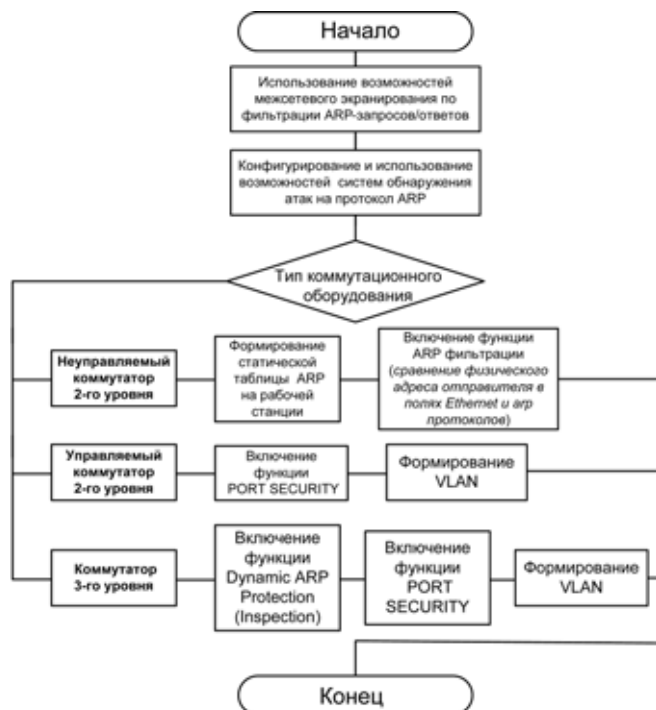 Начало
Использование возможностей
межсетевого экранирования по
фильтрации ARP-запросов/ответов
Конфигурирование и использование
возможностей систем обнаружения
атак на протокол ARP
Тип коммутационного
оборудования
Неуправляемый
коммутатор
2-го уровня
Формирование
статической
таблицы ARP
на рабочей
станции
Включение функции
ARP фильтрации
(сравнение физического
адреса отправителя в
полях Ethernet и arp
протоколов)
Управляемый
коммутатор
2-го уровня
Включение
функции
PORT SECURITY
Формирование
VLAN
Коммутатор
3-го уровня
Включение
функции
Dynamic ARP
Protection
(Inspection)
Включение
функции
PORT
SECURITY
Формирование
VLAN
Конец